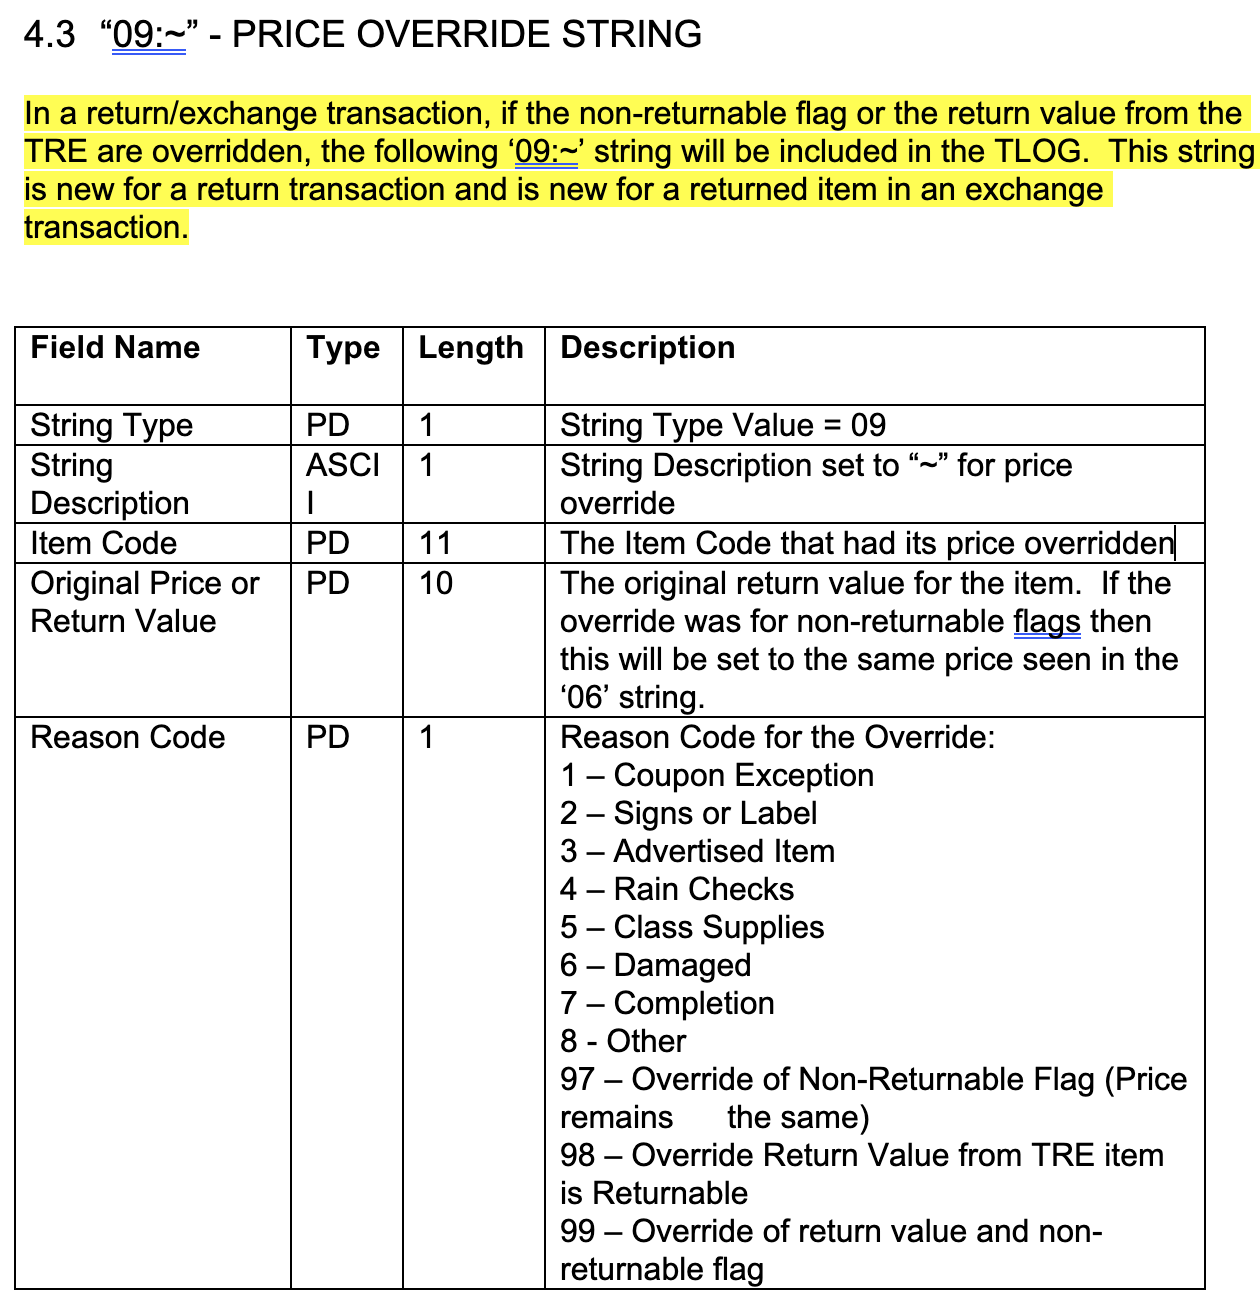 4.3 “09:~” - PRICE OVERRIDE STRING
In a return/exchange transaction, if the non-returnable flag or the return value from the
TRE are overridden, the following ‘09:~’ string will be included in the TLOG. This string
is new for a return transaction and is new for a returned item in an exchange
transaction.
Field Name Type Length Description
String Type PD 1 String Type Value = 09
String ASCI 1 String Description set to “~” for price
Description I override
Item Code PD 11 The Item Code that had its price overridden
Original Price or PD 10 The original return value for the item. If the
Return Value override was for non-returnable flags then
this will be set to the same price seen in the
‘06’ string.
Reason Code PD 1 Reason Code for the Override:
1 – Coupon Exception
2 – Signs or Label
3 – Advertised Item
4 – Rain Checks
5 – Class Supplies
6 – Damaged
7 – Completion
8 - Other
97 – Override of Non-Returnable Flag (Price
remains the same)
98 – Override Return Value from TRE item
is Returnable
99 – Override of return value and non-
returnable flag